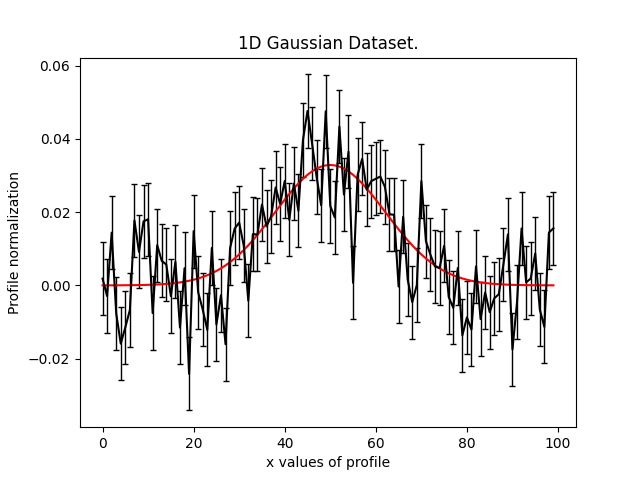 1D Gaussian Dataset.
0.06
0.04
0.02
0.00
−0.02
Profile normalization
0 20 40 60 80 100
x values of profile